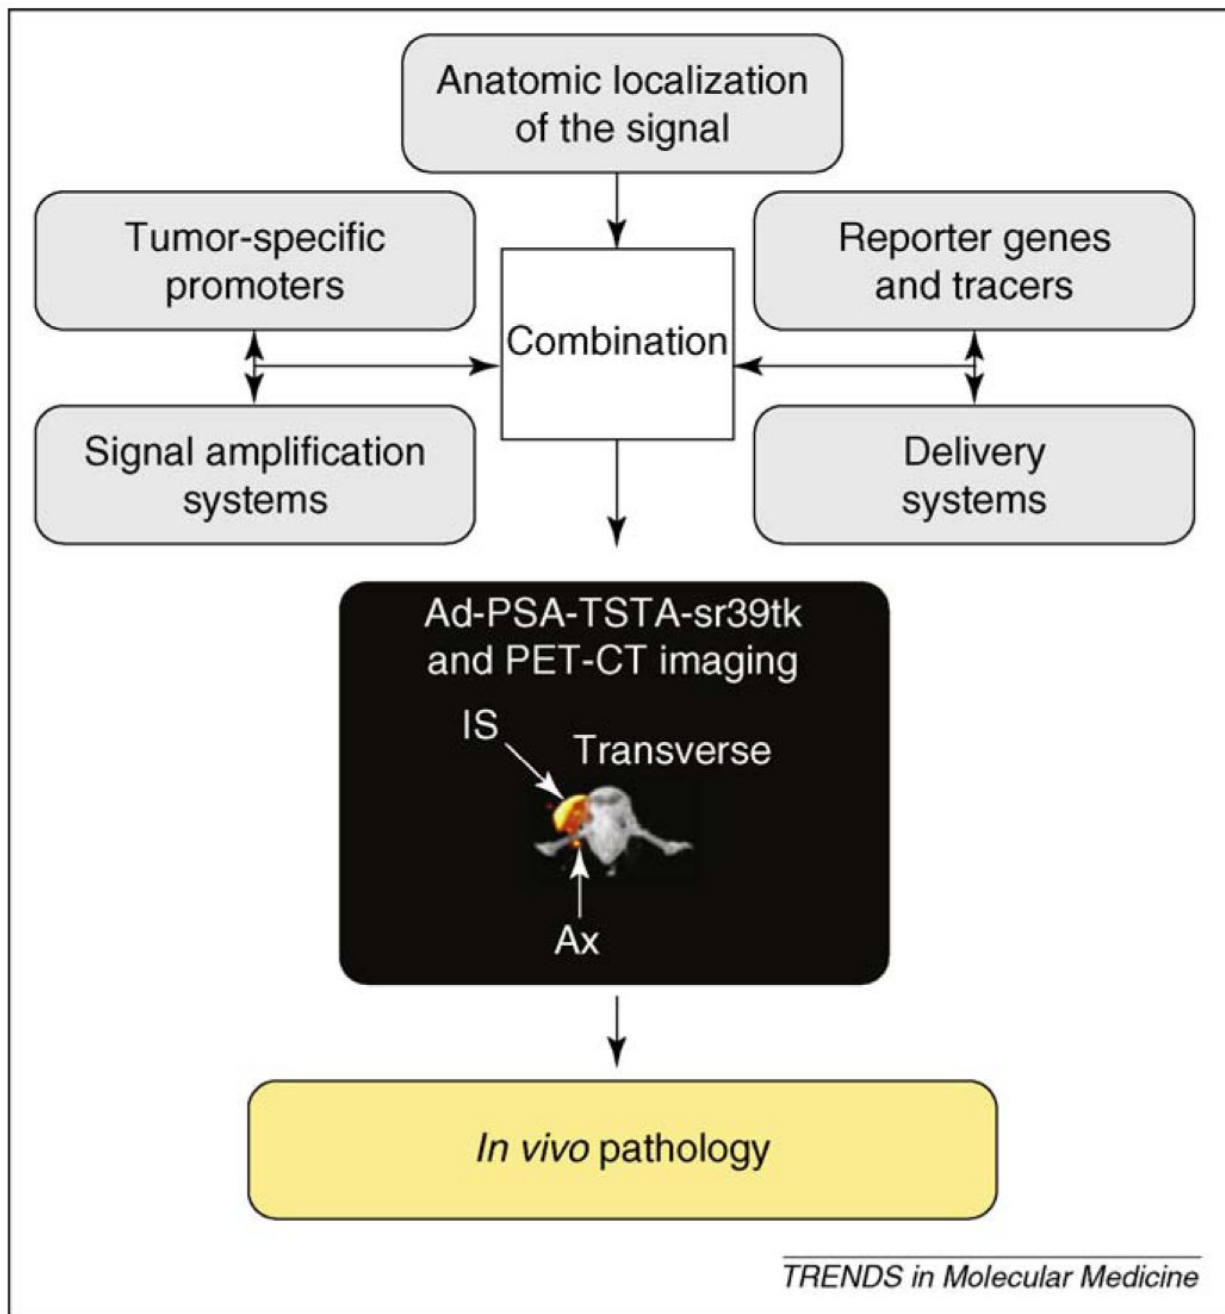 Anatomic localization
of the signal
Tumor-specific
promoters
Reporter genes
and tracers
Combination
Signal amplification
systems
Delivery
systems
Ad-PSA-TSTA-sr39tk
and PET-CT imaging
IS
Transverse
Ax
In vivo pathology
TRENDS in Molecular Medicine